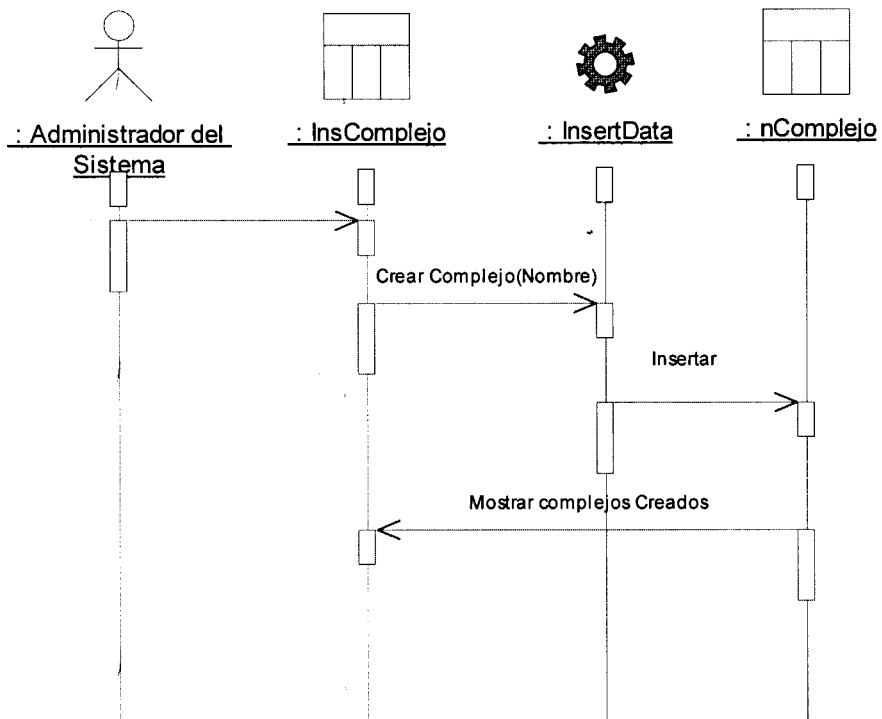 : Administrador del
Sistema
: InsComplejo
: InsertData
: nComplejo
Crear Complejo(Nombre)
Insertar
Mostrar complejos Creados